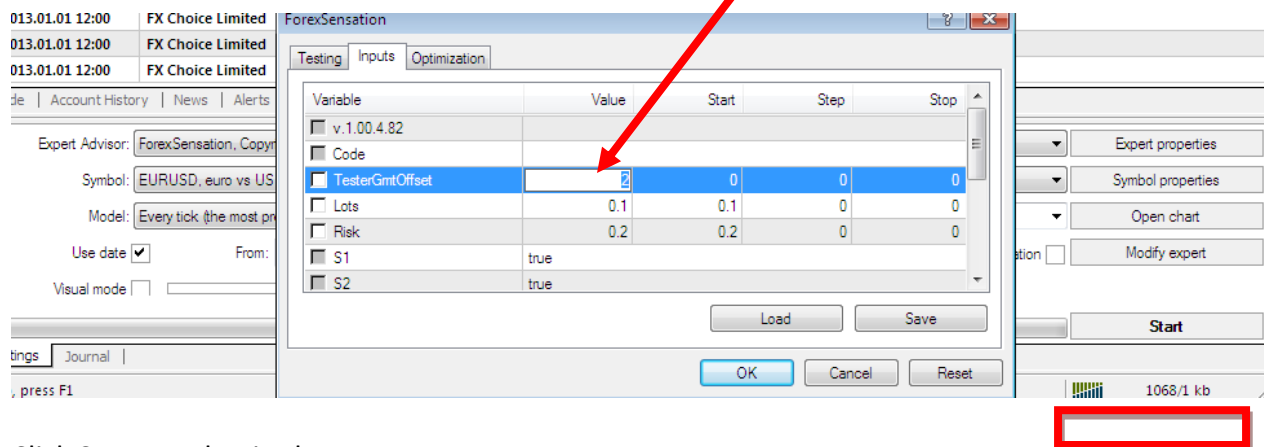 013.01.01 12:00 FX Choice Limited
013.01.01 12:00 FX Choice Limited
013.01.01 12:00 FX Choice Limited
de | Account History | News | Alerts
Expert Advisor: ForexSensation, Copyr
Symbol: EURUSD, euro vs US
Model: Every tick (the most pre
Use date From:
Visual mode
tings Journal |
, press F1
ForexSensation
Testing Inputs Optimization
Variable Value Start Step Stop
v.1.00.4.82
Code
TesterGmtOffset 2 0 0 0
Lots 0.1 0.1 0 0
Risk 0.2 0.2 0 0
S1 true
S2 true
Load Save
OK Cancel Reset
Expert properties
Symbol properties
Open chart
ation Modify expert
Start
1068/1 kb